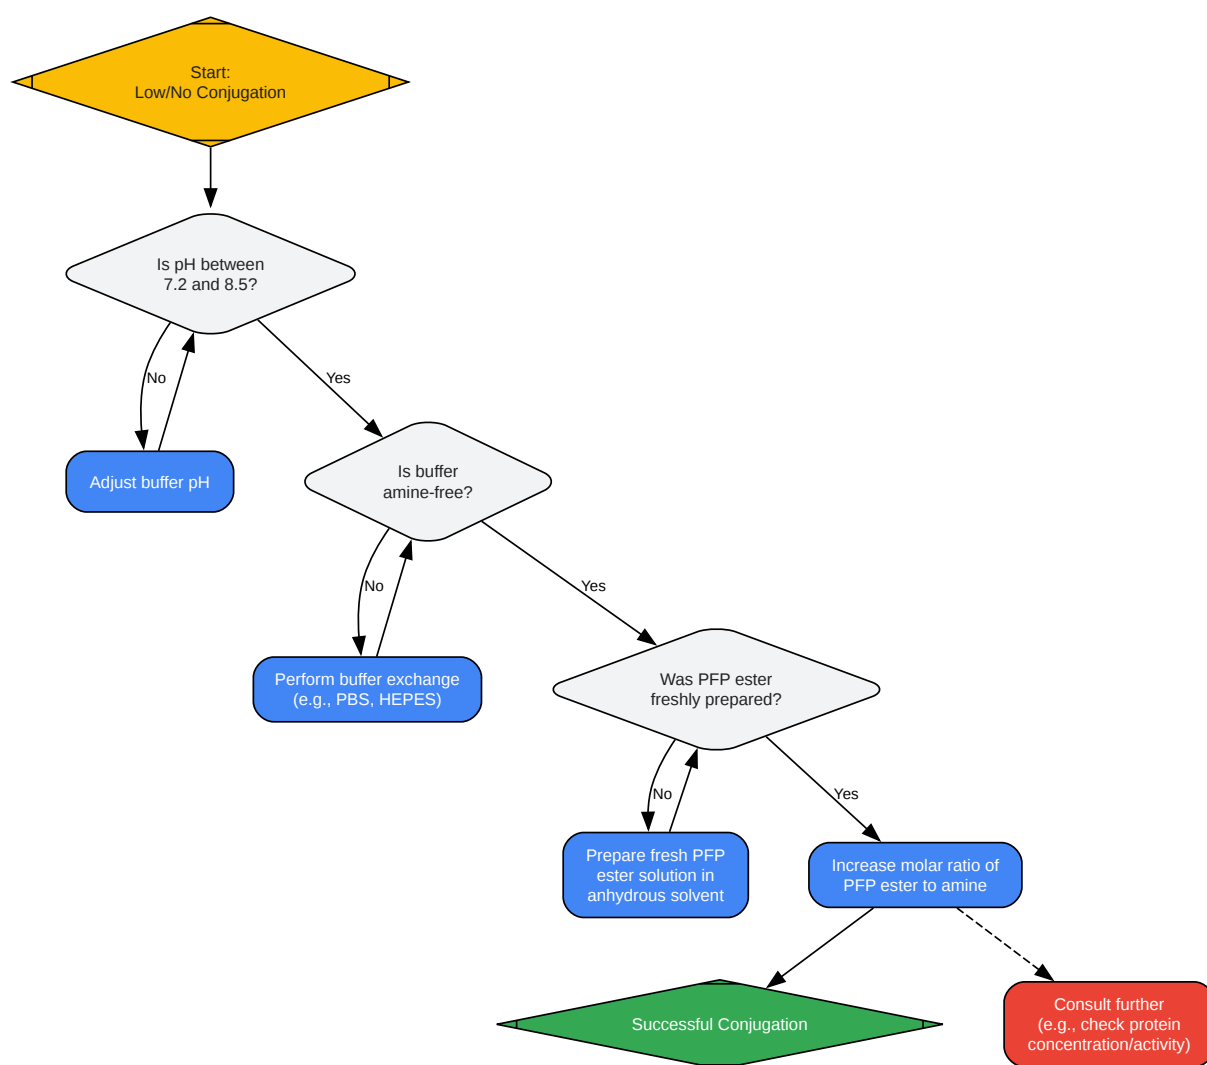 Start:
Low/No Conjugation
Is pH between
7.2 and 8.5?
No
Yes
Adjust buffer pH
Is buffer
amine-free?
No
Yes
Perform buffer exchange
(e.g., PBS, HEPES)
Was PFP ester
freshly prepared?
No
Yes
Prepare fresh PFP
ester solution in
anhydrous solvent
Increase molar ratio of
PFP ester to amine
Successful Conjugation
Consult further
(e.g., check protein
concentration/activity)